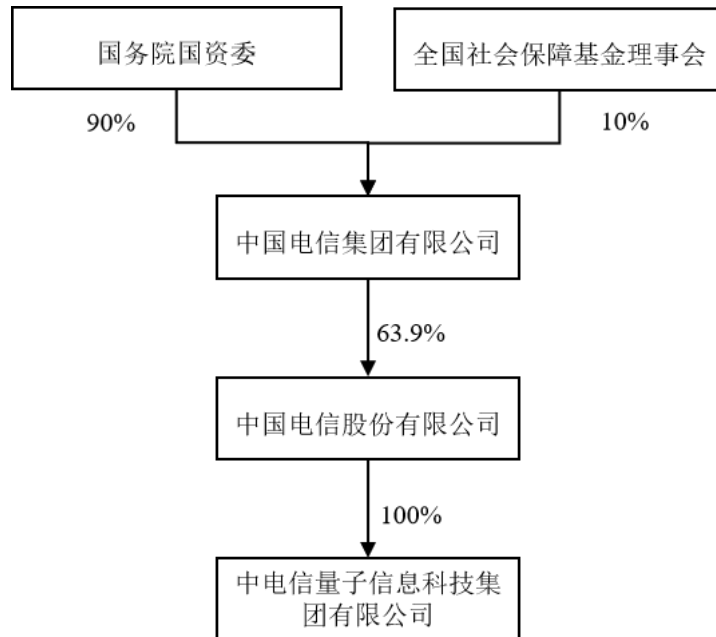 国务院国资委
全国社会保障基金理事会
90%
10%
中国电信集团有限公司
63.9%
中国电信股份有限公司
100%
中电信量子信息科技集
团有限公司